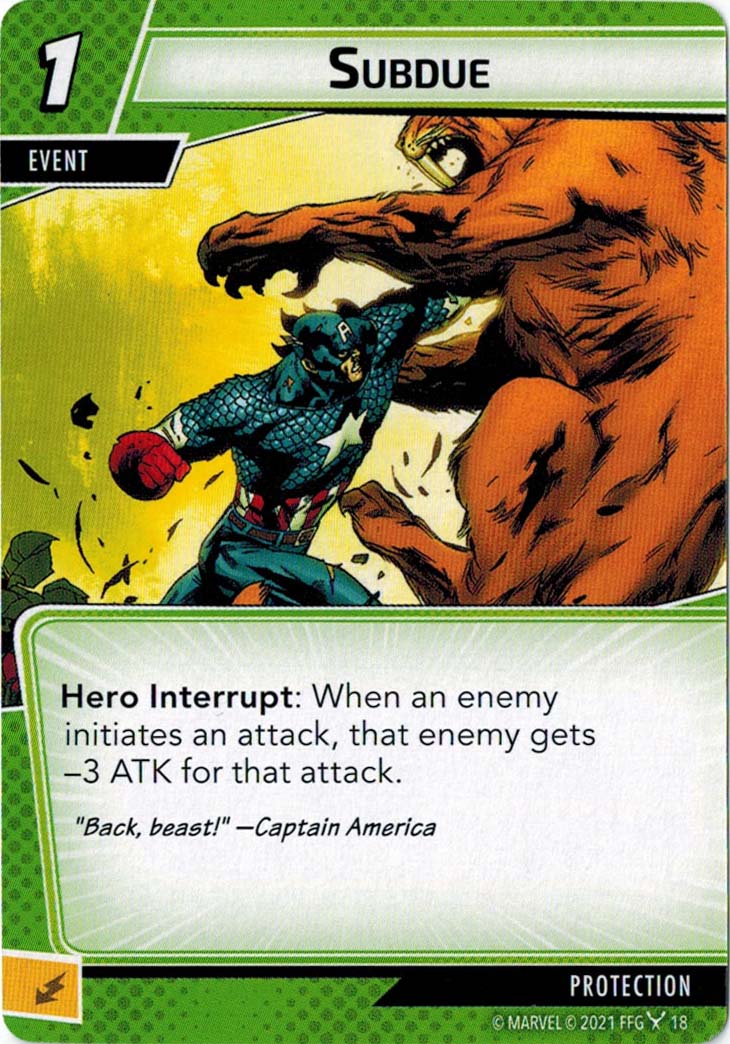 1
SUBDUE
EVENT
A
Hero Interrupt: When an enemy
initiates an attack, that enemy gets
–3 ATK for that attack.
"Back, beast!" –Captain America
PROTECTION
© MARVEL © 2021 FFG 18